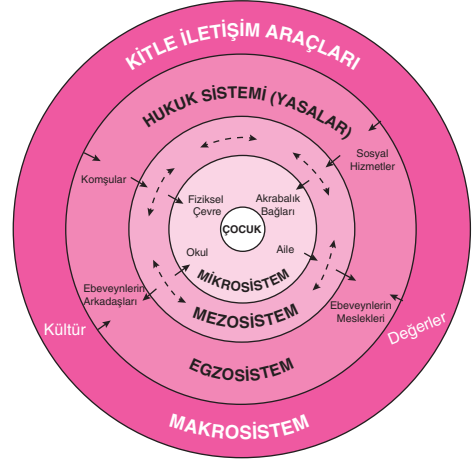 KİTLE İLETİŞİM ARAÇLARI
HUKUK SİSTEMİ (YASALAR)
Komşular
Sosyal
Hizmetler
Fiziksel
Çevre
Akrabalık
Bağları
ÇOCUK
Okul
Aile
MİKROSİSTEM
Ebeveynlerin
Arkadaşları
Ebeveynlerin
Meslekleri
MEZOSİSTEM
Kültür
Değerler
EGZOSİSTEM
MAKROSİSTEM